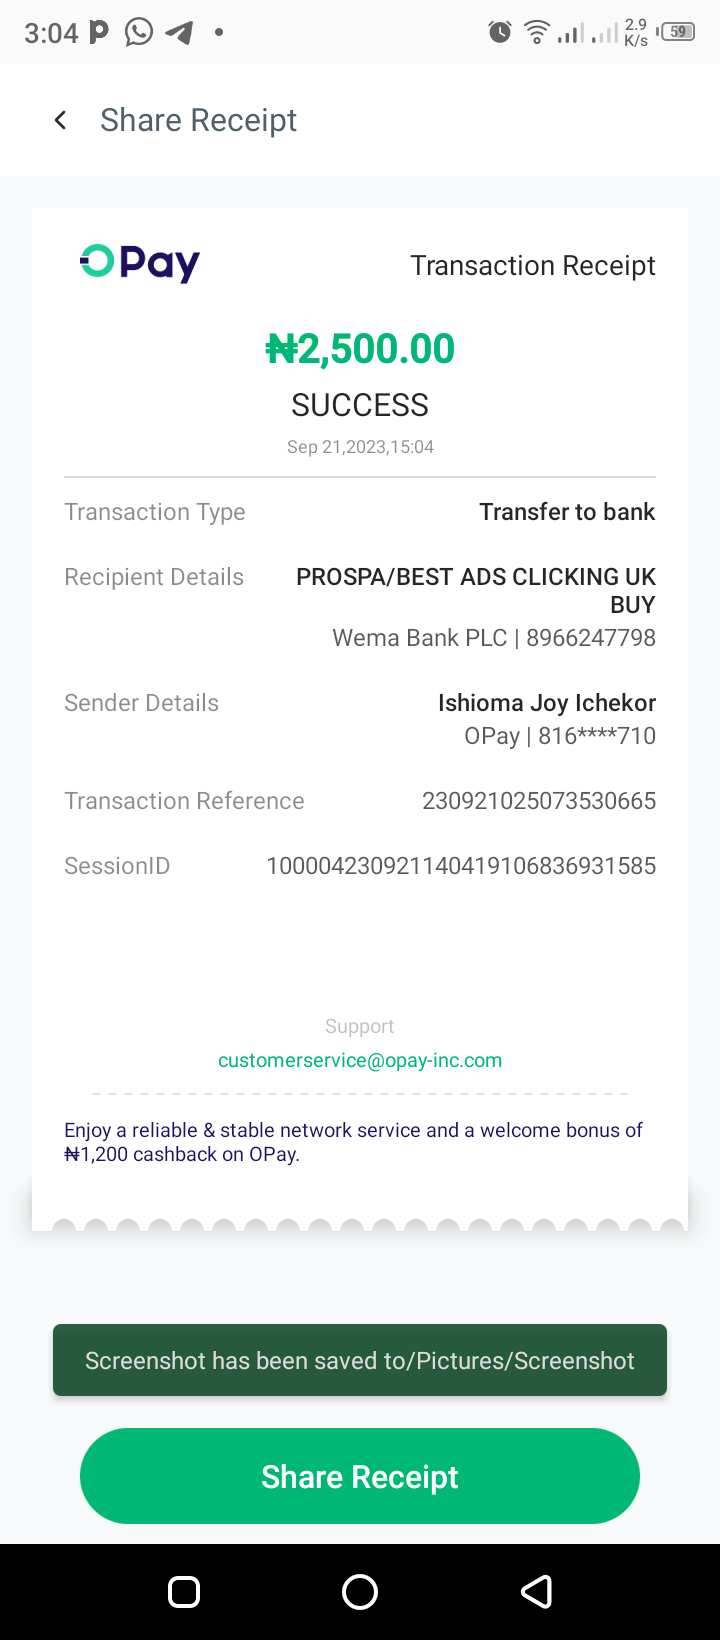 3:04
2.9
K/s
59
Share Receipt
OPay
Transaction Receipt
₦2,500.00
SUCCESS
Sep 21,2023,15:04
Transaction Type
Transfer to bank
Recipient Details
PROSPA/BEST ADS CLICKING UK
BUY
Wema Bank PLC | 8966247798
Sender Details
Ishioma Joy Ichekor
OPay | 816****710
Transaction Reference
230921025073530665
SessionID
100004230921140419106836931585
Support
customerservice@opay-inc.com
Enjoy a reliable & stable network service and a welcome bonus of
₦1,200 cashback on OPay.
Screenshot has been saved to/Pictures/Screenshot
Share Receipt